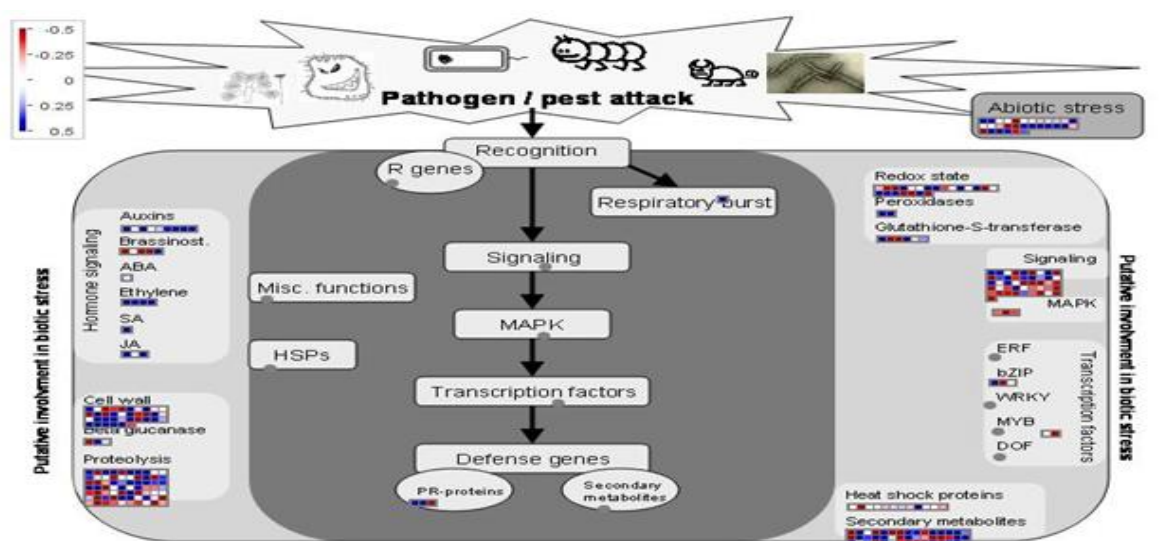 -0.5
-0.25
0
0.25
0.5
Pathogen / pest attack
Abiotic stress
Recognition
R genes
Respiratory burst
Redox state
Peroxidases
Glutathione-S-transferase
Auxins
Brassinost.
ABA
Ethylene
SA
JA
Hormone signaling
Putative involvment in biotic stress
Signaling
Misc. functions
MAPK
HSPs
Transcription factors
Defense genes
PR-proteins
Secondary
metabolites
Cell wall
Beta glucanase
Proteolysis
Signaling
MAPK
ERF
bZIP
WRKY
MYB
DOF
Transcription factors
Putative involvment in biotic stress
Heat shock proteins
Secondary metabolites